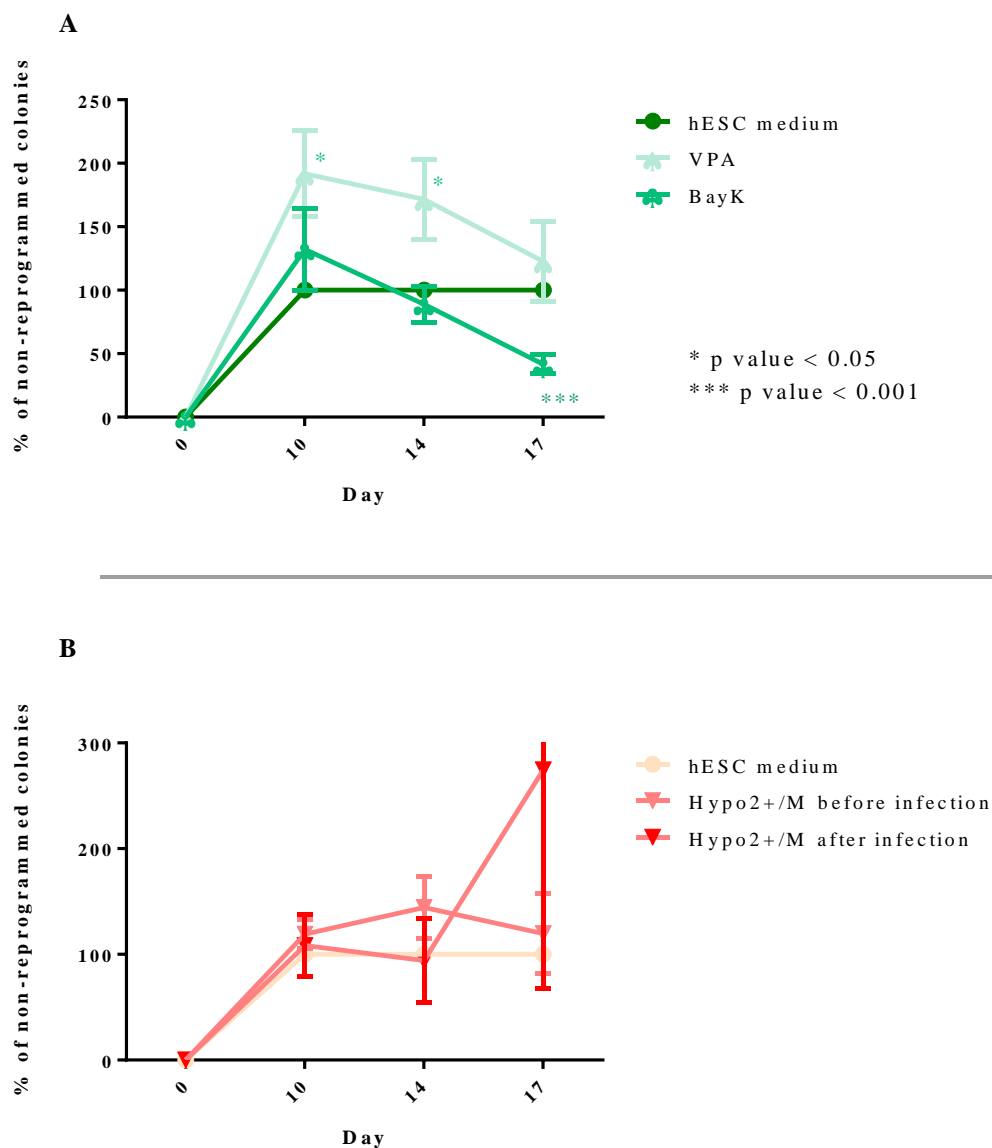 A
% of non-reprogrammed colonies
250
200
150
100
50
0
*
*
***
0
10
14
17
Day
hESC medium
VPA
BayK
* p value < 0.05
*** p value < 0.001
B
% of non-reprogrammed colonies
300
200
100
0
0
10
14
17
Day
hESC medium
Hypo2+/M before infection
Hypo2+/M after infection